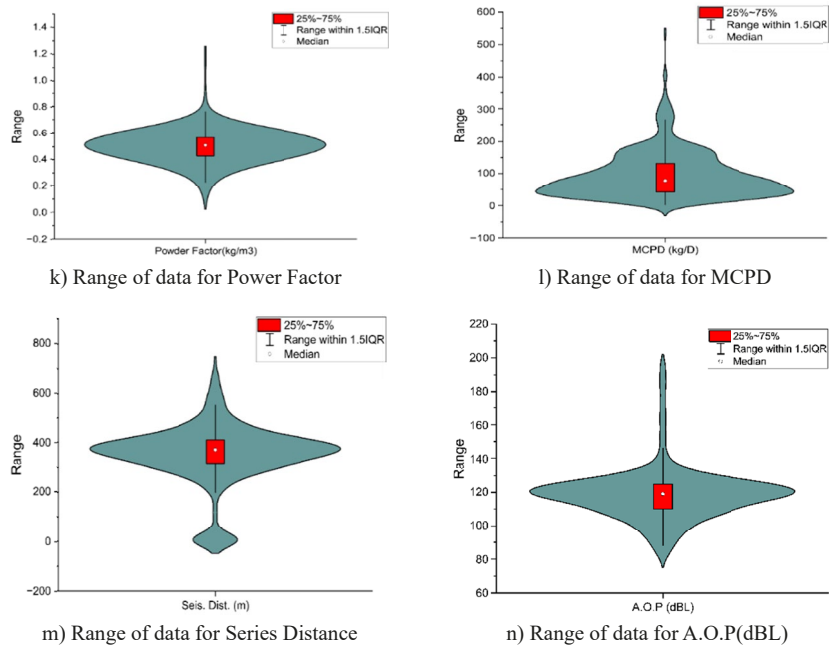 1.4
1.2
1.0
0.8
0.6
0.4
0.2
0.0
-0.2
Range
25%~75%
Range within 1.5IQR
Median
Powder Factor(kg/m3)
k) Range of data for Power Factor
600
500
400
300
200
100
0
-100
Range
25%~75%
Range within 1.5IQR
Median
MCPD (kg/D)
l) Range of data for MCPD
800
600
400
200
0
-200
Range
25%~75%
Range within 1.5IQR
Median
Seis. Dist. (m)
m) Range of data for Series Distance
220
200
180
160
140
120
100
80
60
Range
25%~75%
Range within 1.5IQR
Median
A.O.P (dBL)
n) Range of data for A.O.P(dBL)